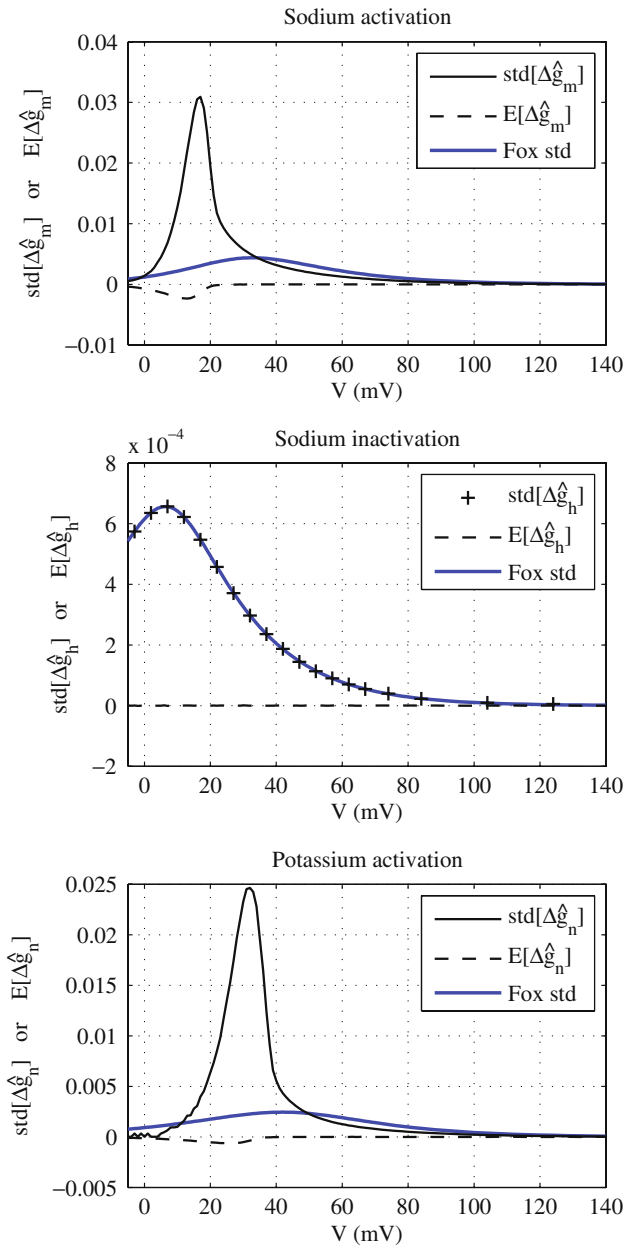 Sodium activation
0.04
0.03
0.02
0.01
0
−0.01
std[Δĝm] or E[Δĝm]
std[Δĝm]
E[Δĝm]
Fox std
0 20 40 60 80 100 120 140
V (mV)
x 10−4
Sodium inactivation
8
6
4
2
0
−2
std[Δĝh] or E[Δĝh]
std[Δĝh]
E[Δĝh]
Fox std
0 20 40 60 80 100 120 140
V (mV)
Potassium activation
0.025
0.02
0.015
0.01
0.005
0
−0.005
std[Δĝn] or E[Δĝn]
std[Δĝn]
E[Δĝn]
Fox std
0 20 40 60 80 100 120 140
V (mV)